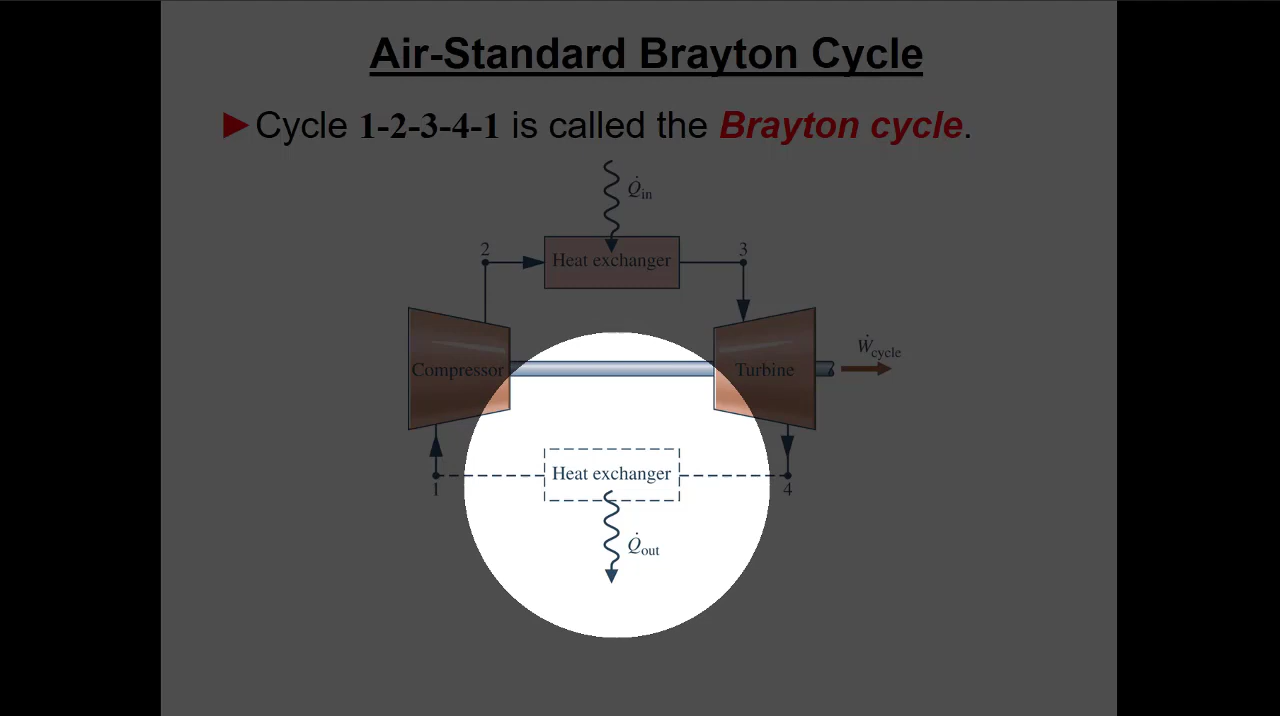 Air-Standard Brayton Cycle
►Cycle 1-2-3-4-1 is called the Brayton cycle.
Q̇in
2
3
Heat exchanger
Ẇcycle
Compressor
Turbine
Heat exchanger
1
4
Q̇out